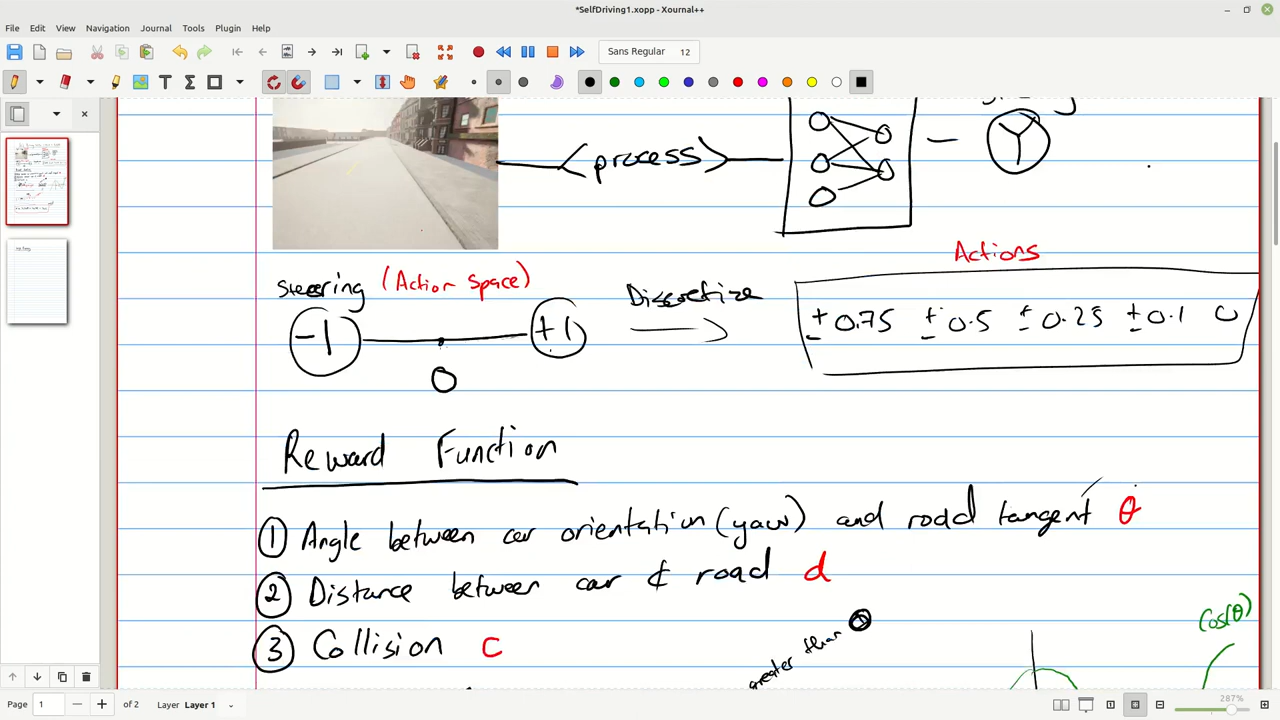 *SelfDriving1.xopp - Xournal++
File Edit View Navigation Journal Tools Plugin Help
Sans Regular 12
(process)
Actions
Steering (Action Space) Discretize
-1 +1
± 0.75 ± 0.5 ± 0.25 ± 0.1 0
0
Reward Function
1 Angle between car orientation (yaw) and road tangent θ
2 Distance between car & road d
3 Collision c
greater than 0
Cos(θ)
Page 1 of 2 Layer Layer 1
287%